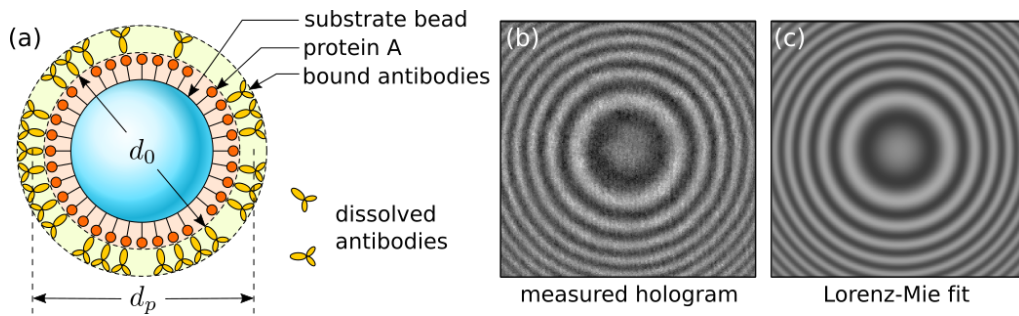 (a)
substrate bead
protein A
bound antibodies
d₀
dissolved
antibodies
dₚ
(b)
measured hologram
(c)
Lorenz-Mie fit